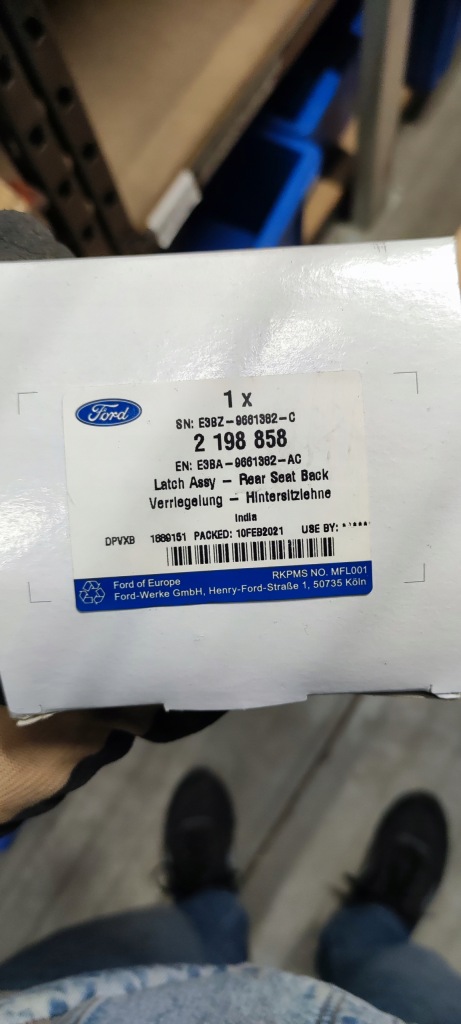 Ford
1 x
SN: E3BZ-9661382-C
2 198 858
EN: E3BA-9661382-AC
Latch Assy - Rear Seat Back
Verriegelung - Hintersitzlehne
India
DPVXB 1889151 PACKED: 10FEB2021 USE BY: *1****
Ford of Europe RKPMS NO. MFL001
Ford-Werke GmbH, Henry-Ford-Straße 1, 50735 Köln